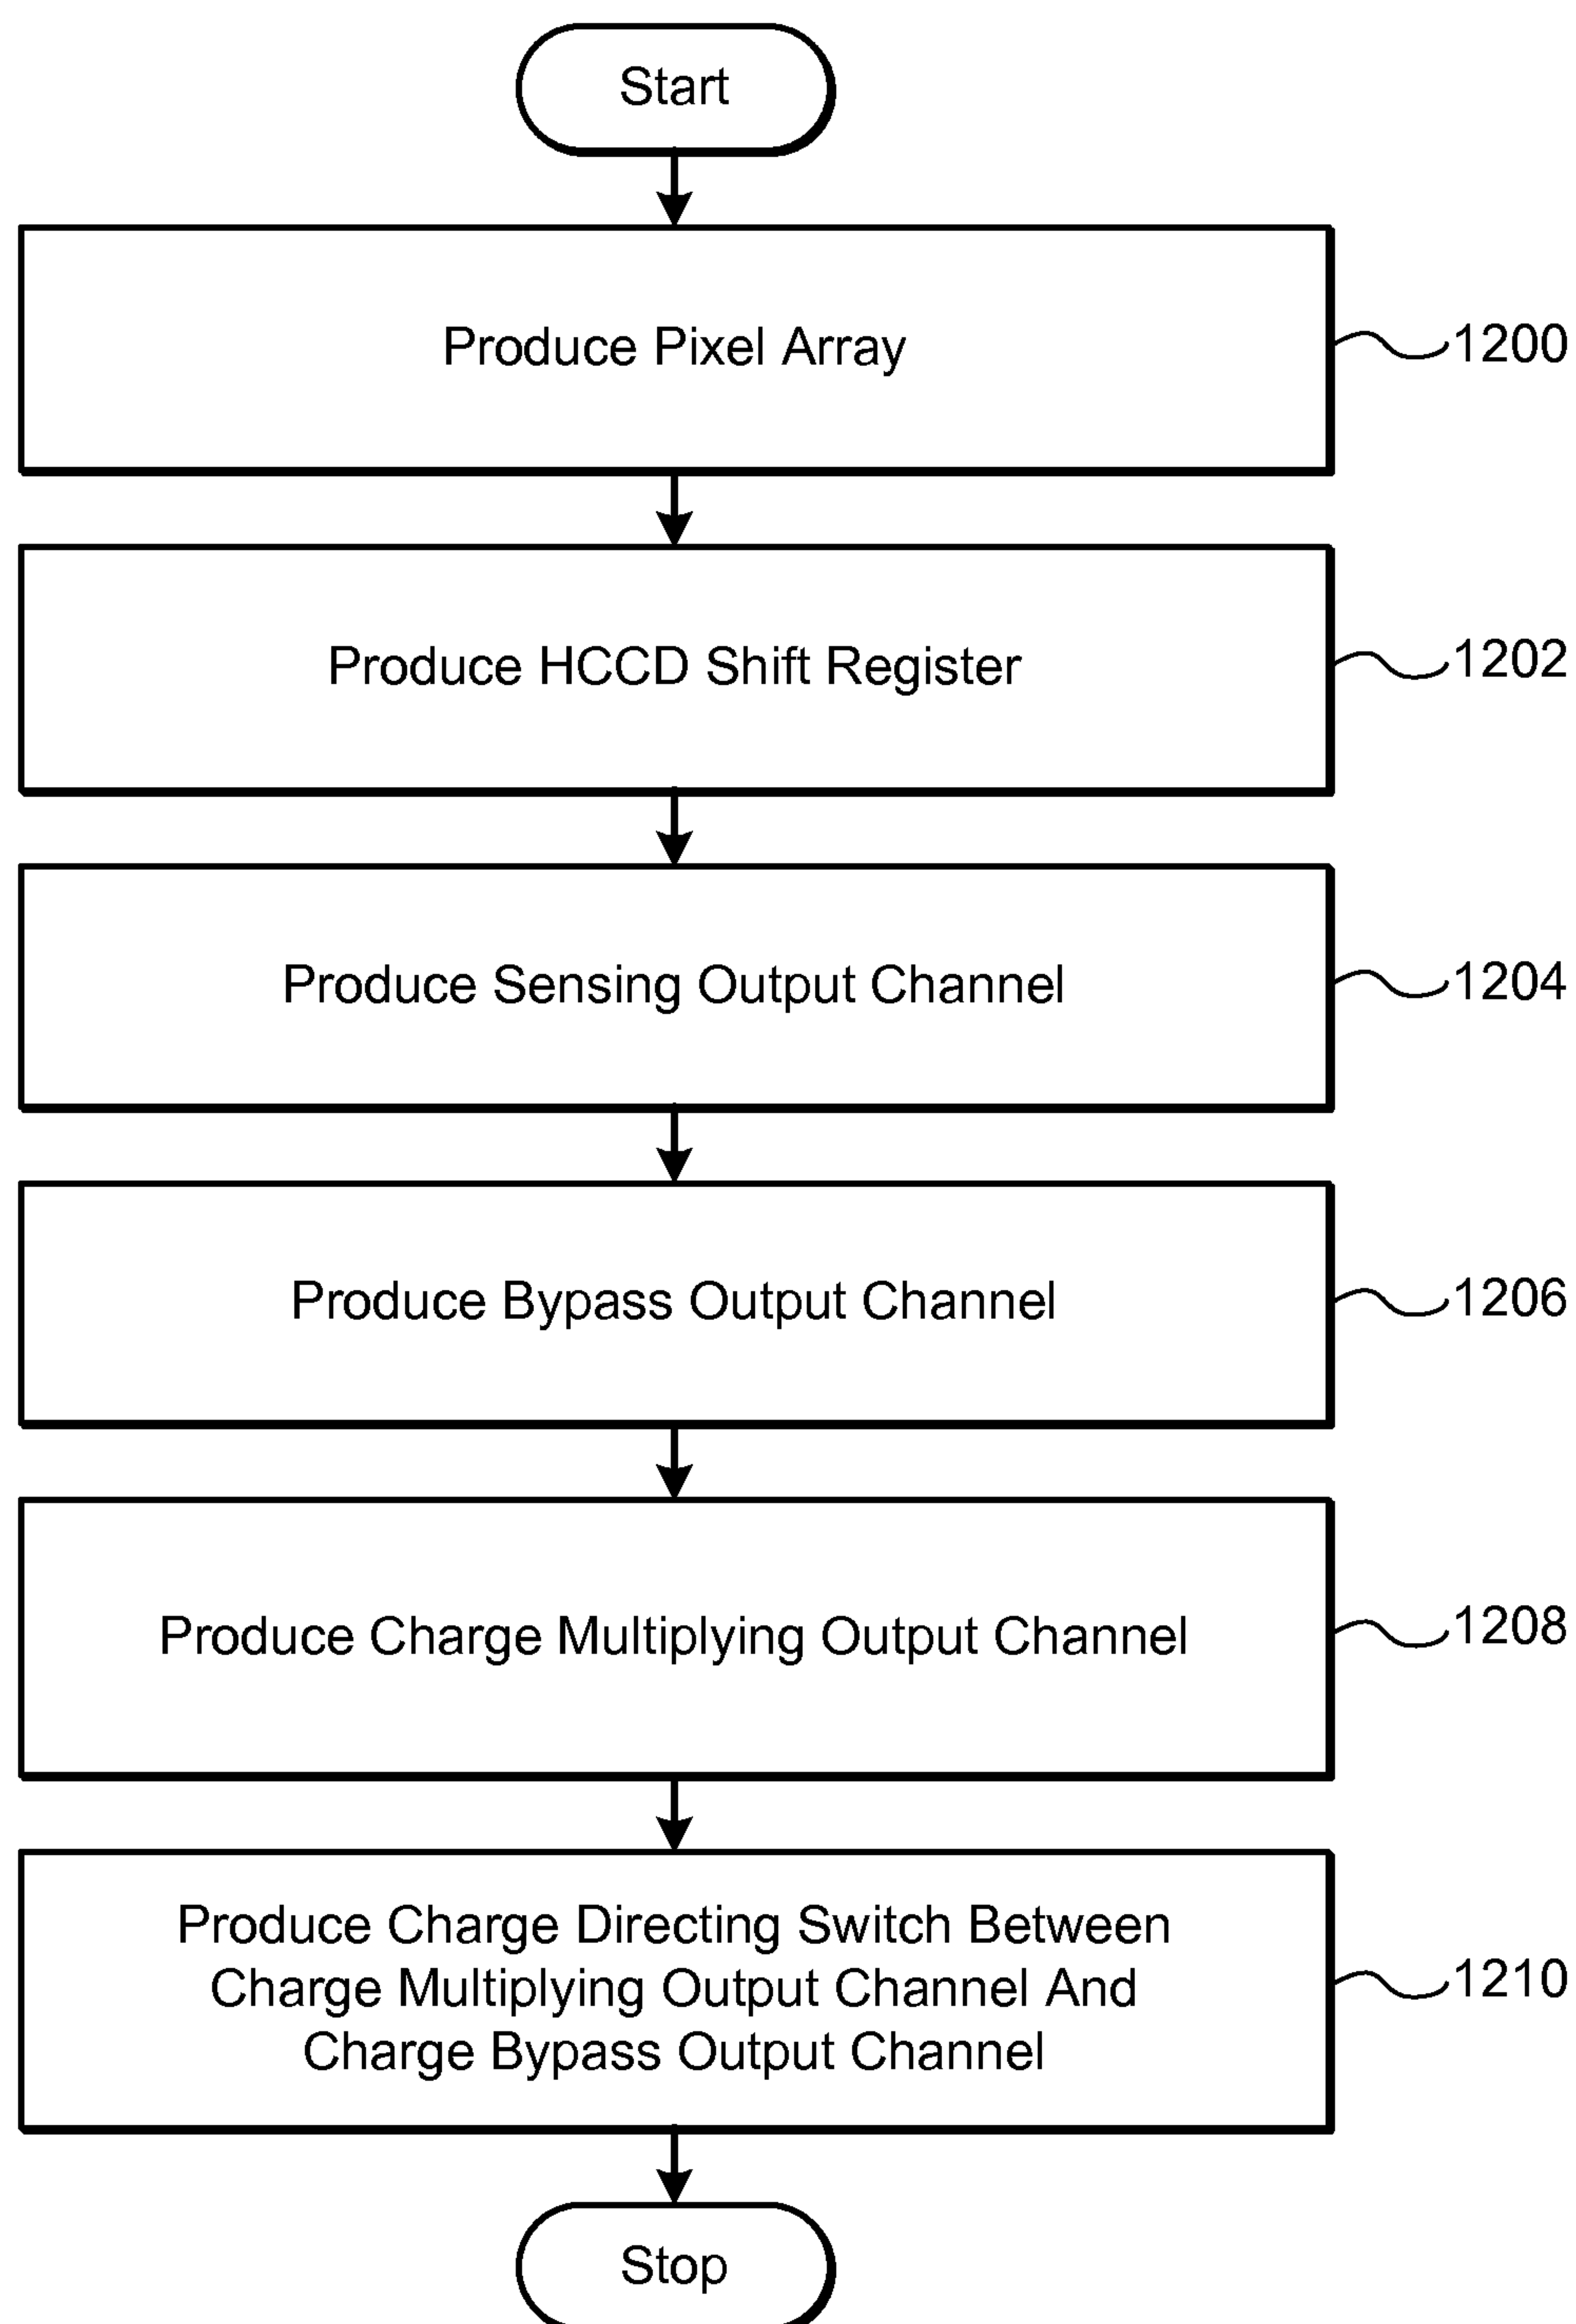 Start
Produce Pixel Array
1200
Produce HCCD Shift Register
1202
Produce Sensing Output Channel
1204
Produce Bypass Output Channel
1206
Produce Charge Multiplying Output Channel
1208
Produce Charge Directing Switch Between
Charge Multiplying Output Channel And
Charge Bypass Output Channel
1210
Stop